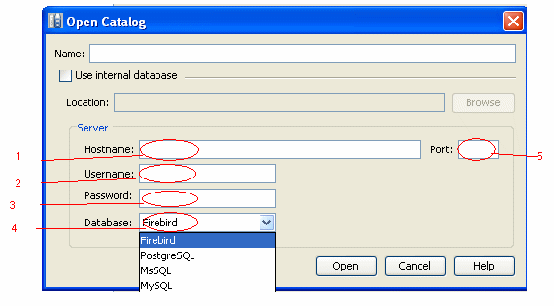 Open Catalog
Name:
Use internal database
Location:
Browse
Server
1
Hostname:
Port:
5
2
Username:
3
Password:
4
Database:
Firebird
Firebird
PostgreSQL
MsSQL
MySQL
Open
Cancel
Help